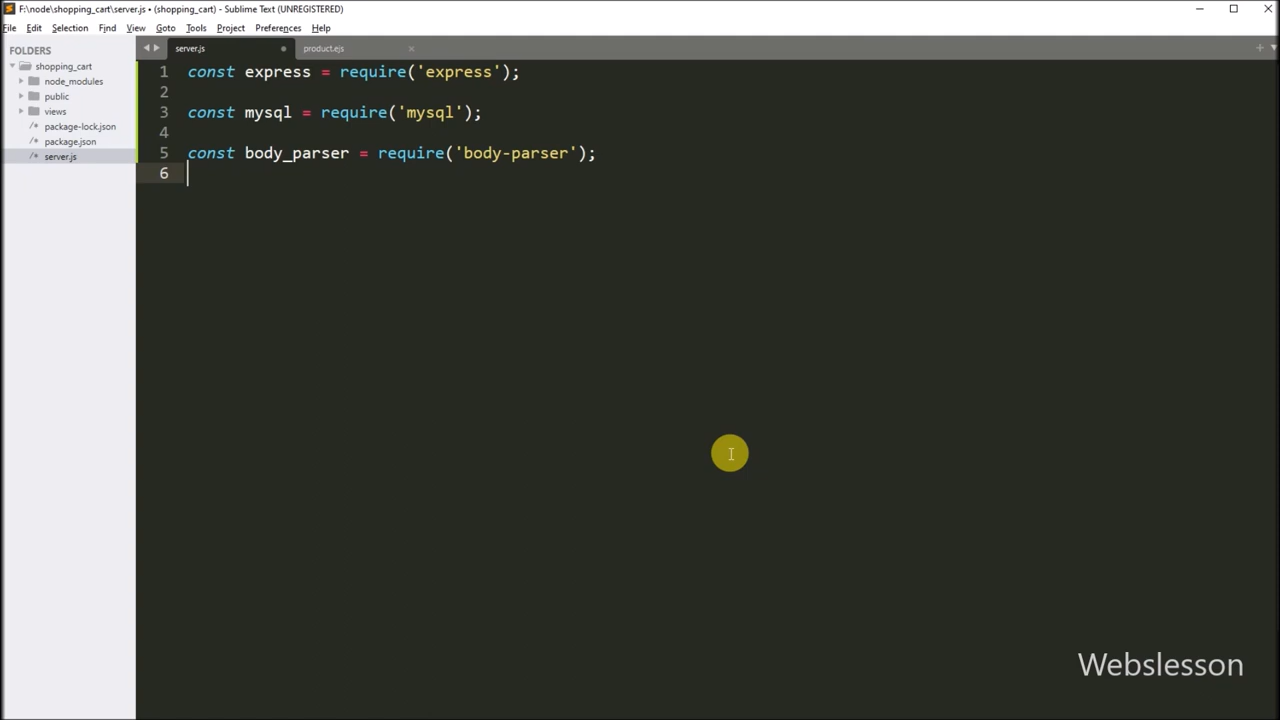 F:\node\shopping_cart\server.js • (shopping_cart) - Sublime Text (UNREGISTERED)
File Edit Selection Find View Goto Tools Project Preferences Help
FOLDERS
shopping_cart
node_modules
public
views
package-lock.json
package.json
server.js
server.js product.ejs
1 const express = require('express');
2
3 const mysql = require('mysql');
4
5 const body_parser = require('body-parser');
6
Webslesson